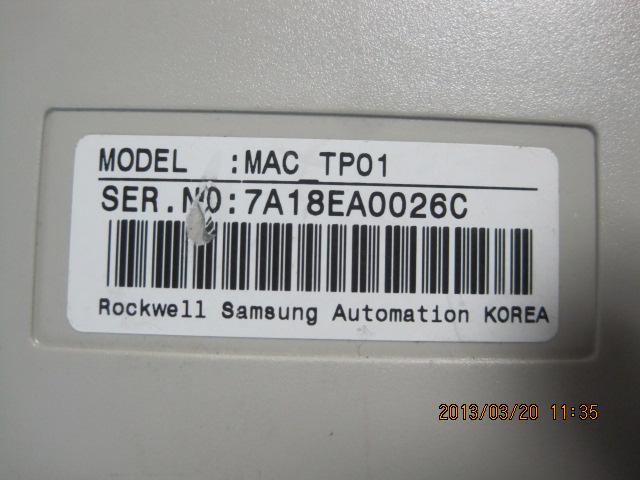 MODEL :MAC_TP01
SER.NO:7A18EA0026C
Rockwell Samsung Automation KOREA
2013/03/20 11:35